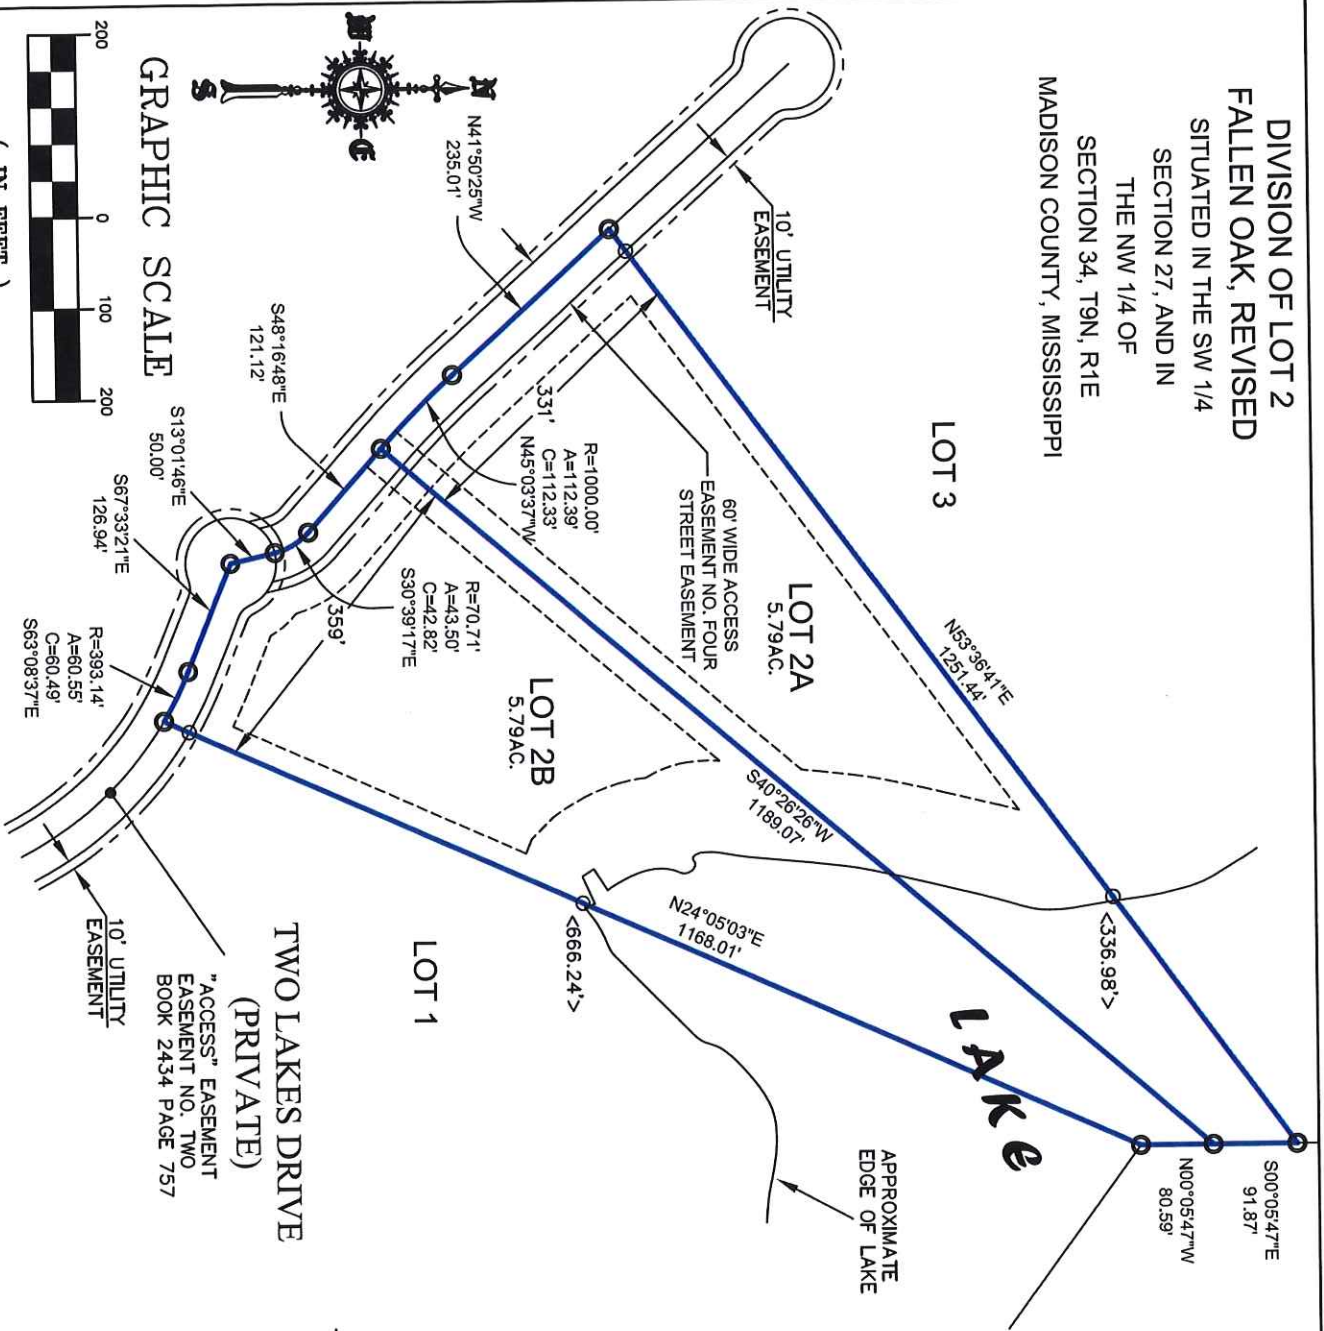 DIVISION OF LOT 2
FALLEN OAK, REVISED
SITUATED IN THE SW 1/4
SECTION 27, AND IN
THE NW 1/4 OF
SECTION 34, T9N, R1E
MADISON COUNTY, MISSISSIPPI
LOT 3
10' UTILITY
EASEMENT
N
W
E
S
N41°50'25"W
235.01'
GRAPHIC SCALE
200
0
100
200
( IN FEET )
60' WIDE ACCESS
EASEMENT NO. FOUR
STREET EASEMENT
LOT 2A
5.79AC.
N53°36'41"E
1251.44'
331'
R=1000.00'
A=112.39'
C=112.33'
N45°03'37"W
S48°16'48"E
121.12'
S13°01'46"E
50.00'
S67°33'21"E
126.94'
R=393.14'
A=60.55'
C=60.49'
S63°08'37"E
R=70.71'
A=43.50'
C=42.82'
S30°39'17"E
359'
LOT 2B
5.79AC.
S40°26'26"W
1189.07'
N24°05'03"E
1168.01'
<336.98'>
<666.24'>
LAKE
S00°05'47"E
91.87'
N00°05'47"W
80.59'
APPROXIMATE
EDGE OF LAKE
LOT 1
TWO LAKES DRIVE
(PRIVATE)
"ACCESS" EASEMENT
EASEMENT NO. TWO
BOOK 2434 PAGE 757
10' UTILITY
EASEMENT